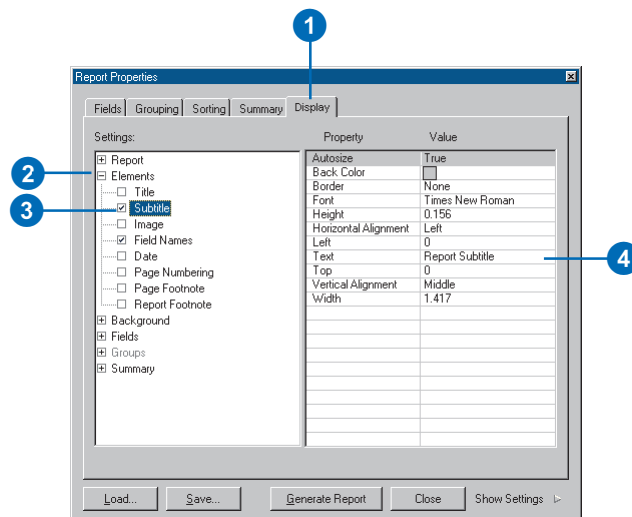 1
Report Properties
Fields Grouping Sorting Summary Display
Settings:
Property Value
2
3
4
Report
Elements
Title
Subtitle
Image
Field Names
Date
Page Numbering
Page Footnote
Report Footnote
Background
Fields
Groups
Summary
Autosize True
Back Color
Border None
Font Times New Roman
Height 0.156
Horizontal Alignment Left
Left 0
Text Report Subtitle
Top 0
Vertical Alignment Middle
Width 1.417
Load... Save... Generate Report Close Show Settings